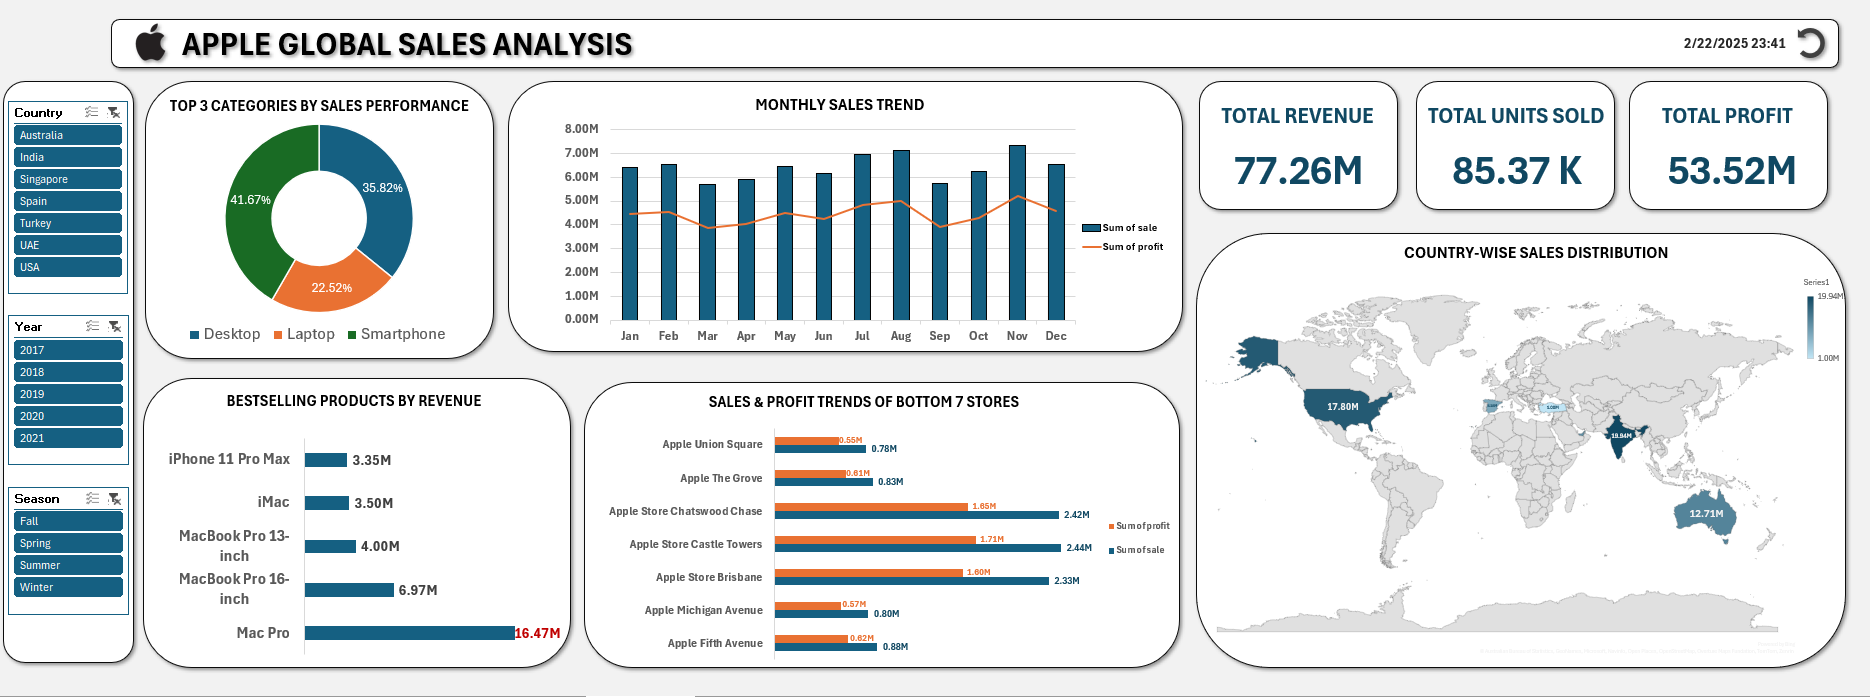 APPLE GLOBAL SALES ANALYSIS
2/22/2025 23:41
Country
Australia
India
Singapore
Spain
Turkey
UAE
USA
Year
2017
2018
2019
2020
2021
Season
Fall
Spring
Summer
Winter
TOP 3 CATEGORIES BY SALES PERFORMANCE
35.82%
41.67%
22.52%
Desktop
Laptop
Smartphone
MONTHLY SALES TREND
8.00M
7.00M
6.00M
5.00M
4.00M
3.00M
2.00M
1.00M
0.00M
Jan
Feb
Mar
Apr
May
Jun
Jul
Aug
Sep
Oct
Nov
Dec
Sum of sale
Sum of profit
TOTAL REVENUE
77.26M
TOTAL UNITS SOLD
85.37 K
TOTAL PROFIT
53.52M
BESTSELLING PRODUCTS BY REVENUE
iPhone 11 Pro Max
3.35M
iMac
3.50M
MacBook Pro 13-
inch
4.00M
MacBook Pro 16-
inch
6.97M
Mac Pro
16.47M
SALES & PROFIT TRENDS OF BOTTOM 7 STORES
Apple Union Square
0.55M
0.78M
Apple The Grove
0.61M
0.83M
Apple Store Chatswood Chase
1.65M
2.42M
Apple Store Castle Towers
1.71M
2.44M
Apple Store Brisbane
1.60M
2.33M
Apple Michigan Avenue
0.57M
0.80M
Apple Fifth Avenue
0.62M
0.88M
Sum of profit
Sum of sale
COUNTRY-WISE SALES DISTRIBUTION
Series1
19.94M
1.00M
17.80M
19.94M
12.71M